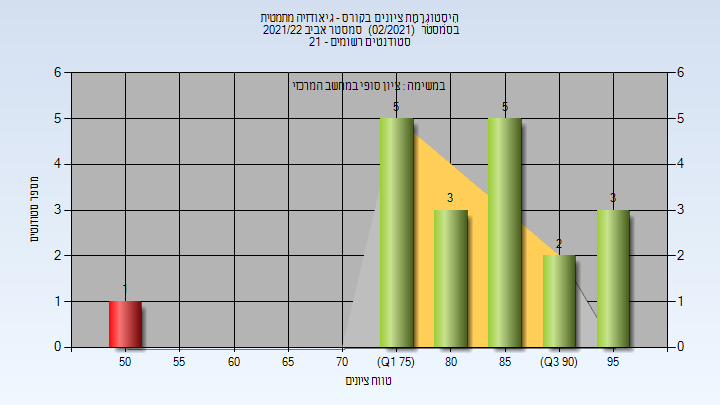 היסטוגרמת ציונים בקורס - גיאודזיה מתמטית
בסמסטר (02/2021) סמסטר אביב 2021/22
סטודנטים רשומים - 21
במשימה : ציון סופי במחשב המרכזי
6 6
5 5
4 4
3 3
2 2
1 1
0 0
1 5 3 5 2 3
מספר סטודנטים
50 55 60 65 70 (Q1 75) 80 85 (Q3 90) 95
טווח ציונים